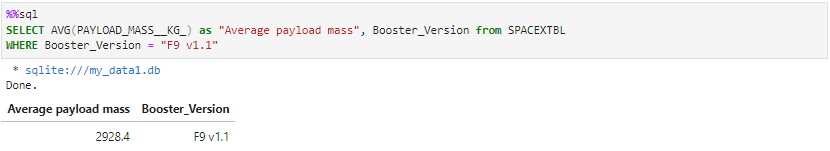 %%sql
SELECT AVG(PAYLOAD_MASS__KG_) as "Average payload mass", Booster_Version from SPACEXTBL
WHERE Booster_Version = "F9 v1.1"
* sqlite:///my_data1.db
Done.
Average payload mass Booster_Version
2928.4 F9 v1.1